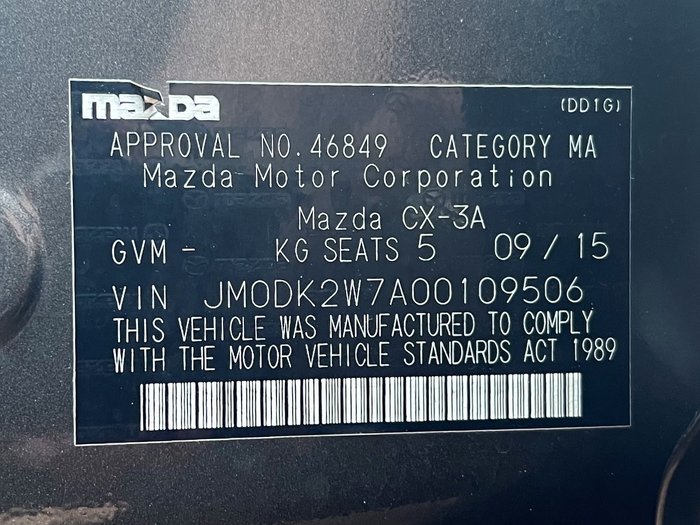 mazda (DD1G)
APPROVAL NO. 46849 CATEGORY MA
Mazda Motor Corporation
Mazda CX-3A
GVM - KG SEATS 5 09 / 15
VIN JM0DK2W7A00109506
THIS VEHICLE WAS MANUFACTURED TO COMPLY
WITH THE MOTOR VEHICLE STANDARDS ACT 1989